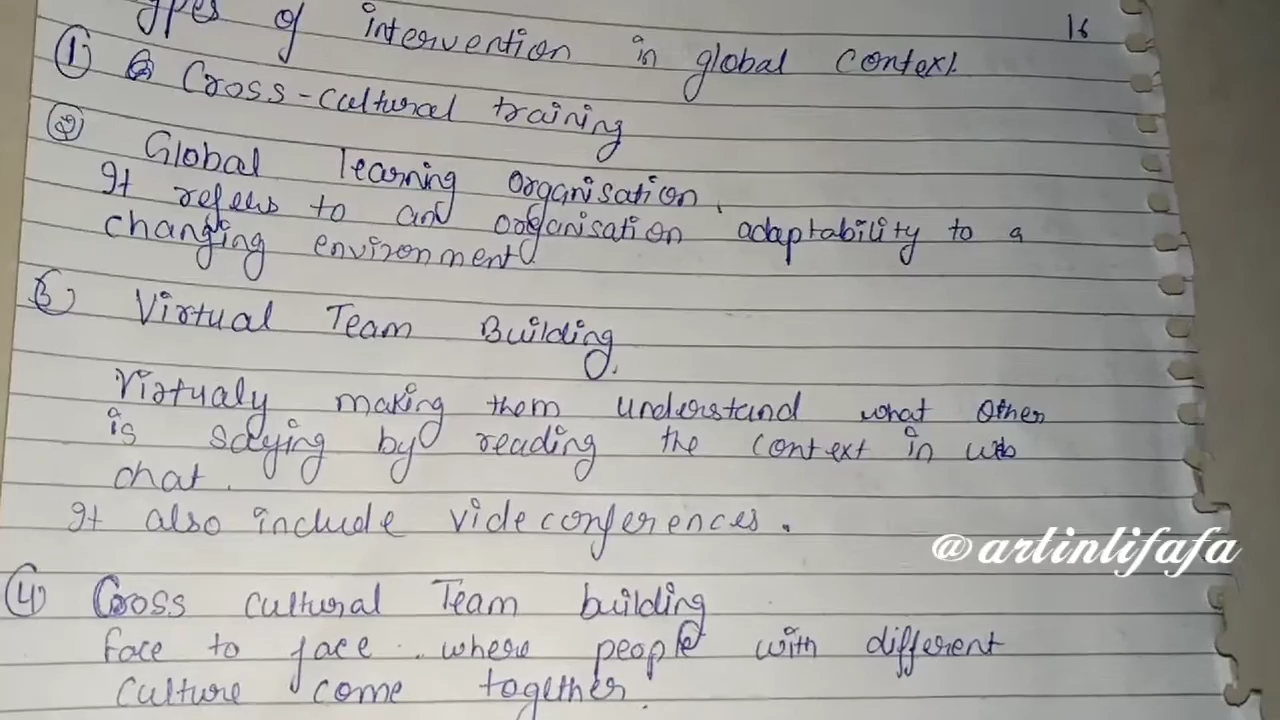 Types of intervention in global context. 16
① Cross-cultural training
② Global learning organisation.
It refers to and organisation adaptability to a
changing environment.
③ Virtual Team Building.
Virtualy making them understand what other
is saying by reading the context in web
chat.
It also include videconferences.
@artinlifafa
④ Cross cultural Team building
face to face .. where people with different
culture come together.